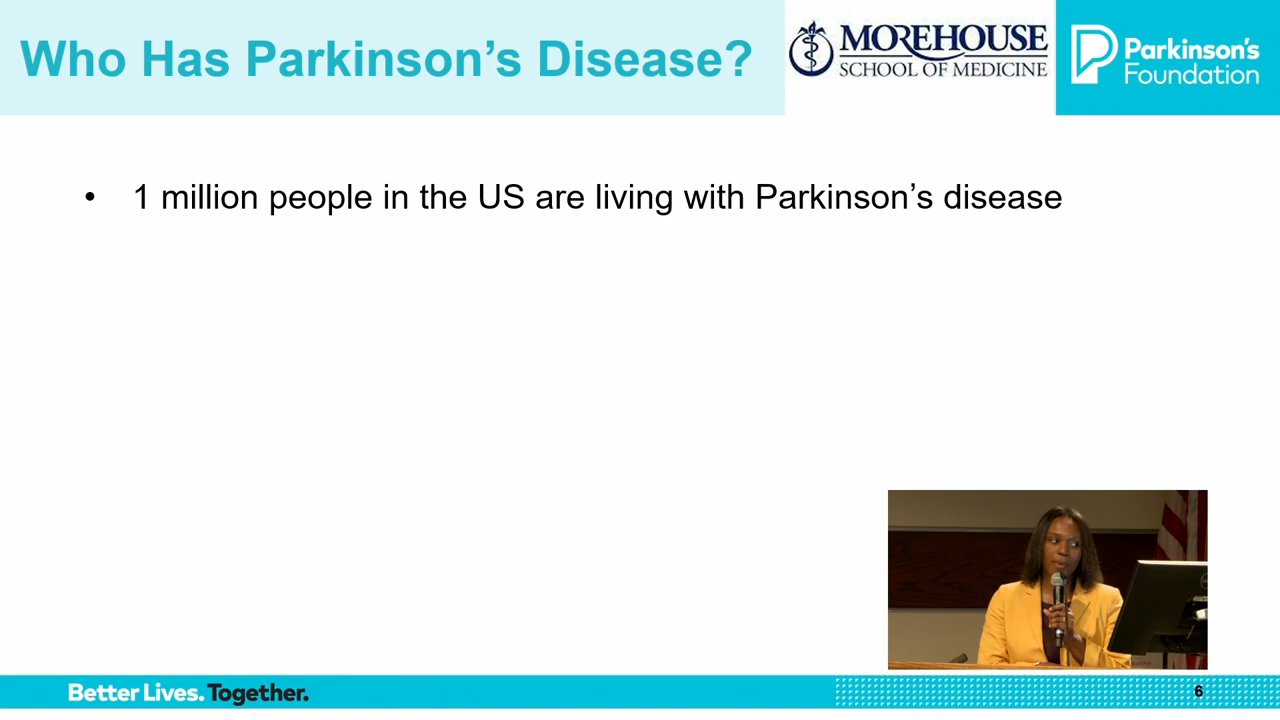 Who Has Parkinson's Disease?
MOREHOUSE
SCHOOL OF MEDICINE
Parkinson's
Foundation
• 1 million people in the US are living with Parkinson's disease
Better Lives. Together.
6